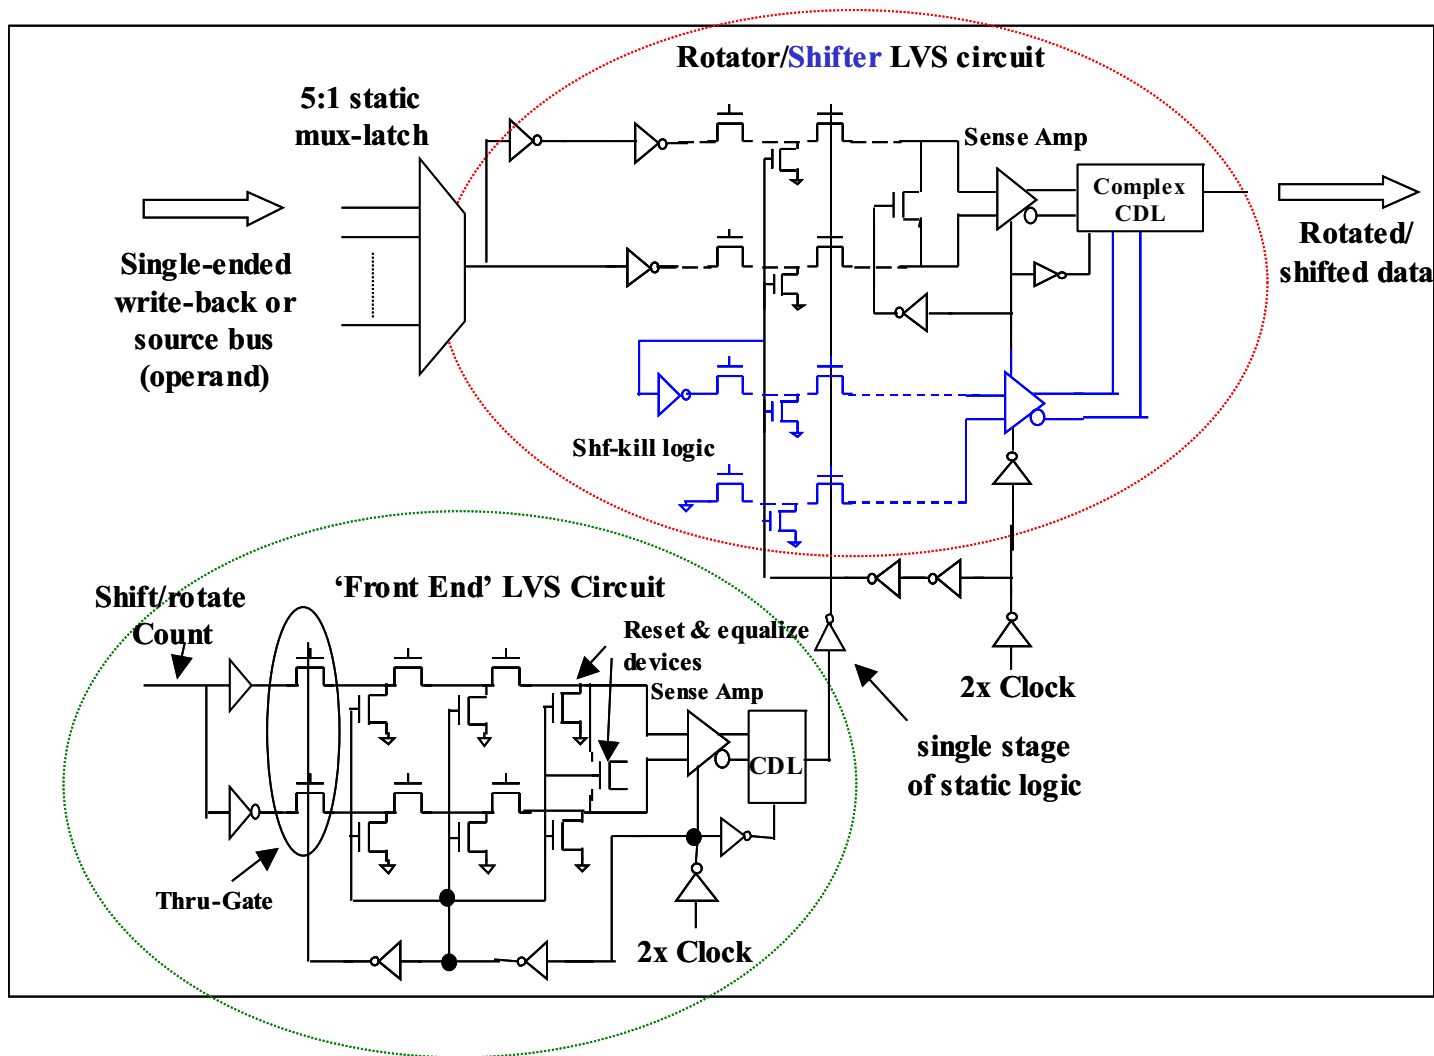 Rotator/Shifter LVS circuit
5:1 static
mux-latch
Sense Amp
Complex
CDL
Single-ended
write-back or
source bus
(operand)
Rotated/
shifted data
Shf-kill logic
‘Front End’ LVS Circuit
Shift/rotate
Count
Reset & equalize
devices
Sense Amp
2x Clock
CDL
single stage
of static logic
Thru-Gate
2x Clock